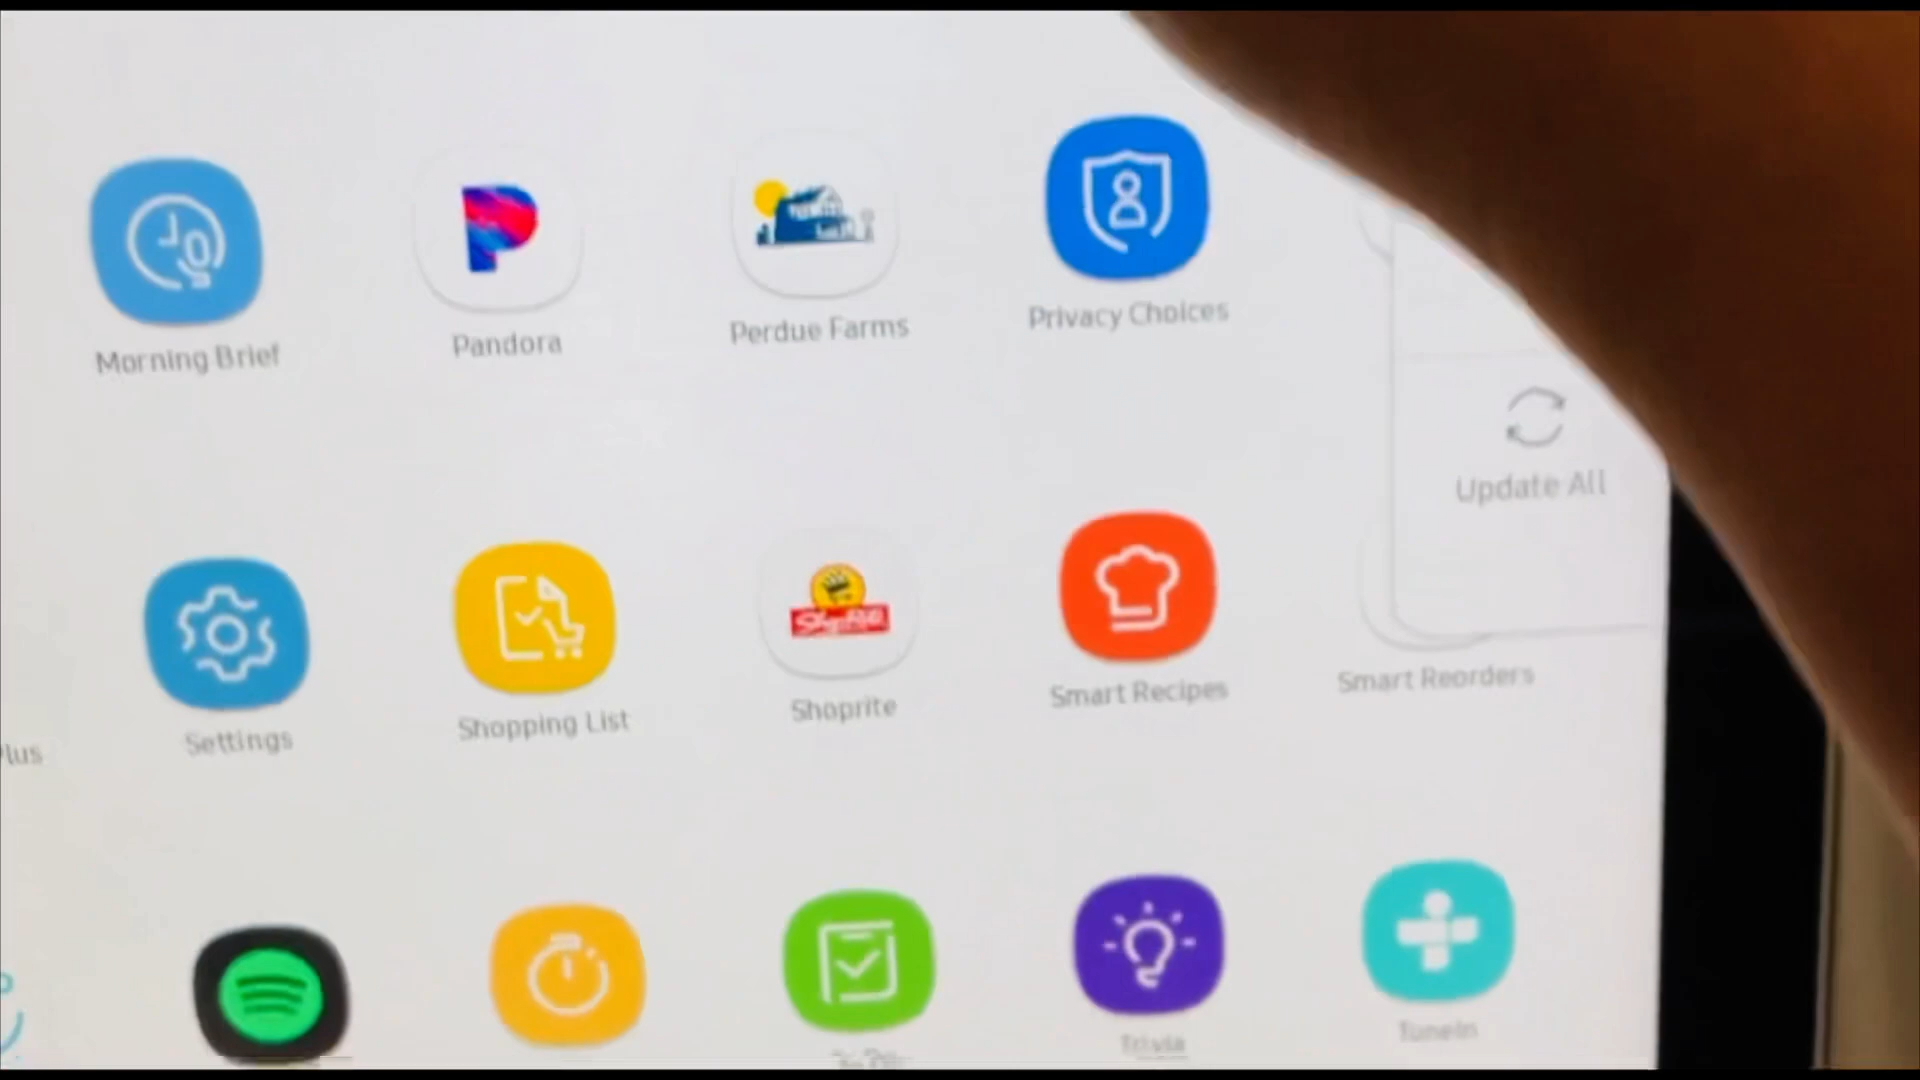 Morning Brief
Pandora
Perdue Farms
Privacy Choices
Update All
Settings
Shopping List
ShopRite
Shoprite
Smart Recipes
Smart Reorders
Plus
Trivia
TuneIn